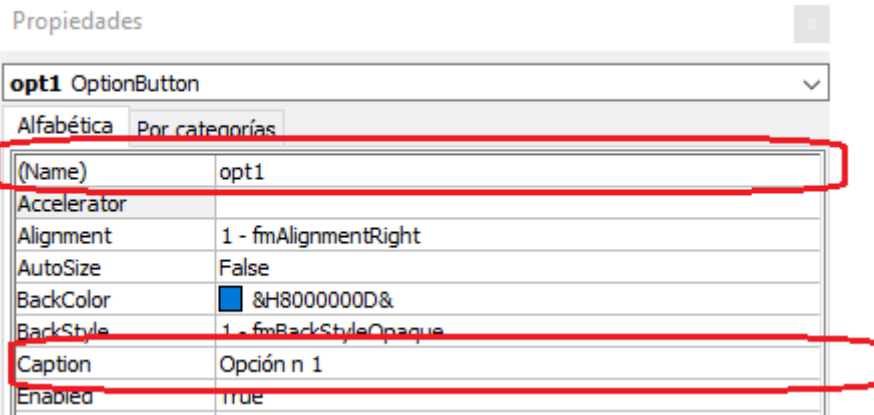 Propiedades x
opt1 OptionButton
Alfabética Por categorías
(Name) opt1
Accelerator
Alignment 1 - fmAlignmentRight
AutoSize False
BackColor &H8000000D&
BackStyle 1 - fmBackStyleOpaque
Caption Opción n 1
Enabled True